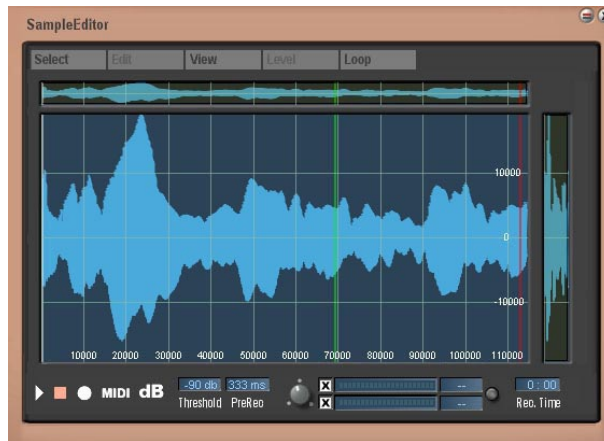 SampleEditor
Select Edit View Level Loop
10000
0
-10000
10000 20000 30000 40000 50000 60000 70000 80000 90000 100000 110000
MIDI dB -90 db 333 ms X -- 0 : 00
Threshold PreRec X -- Rec. Time